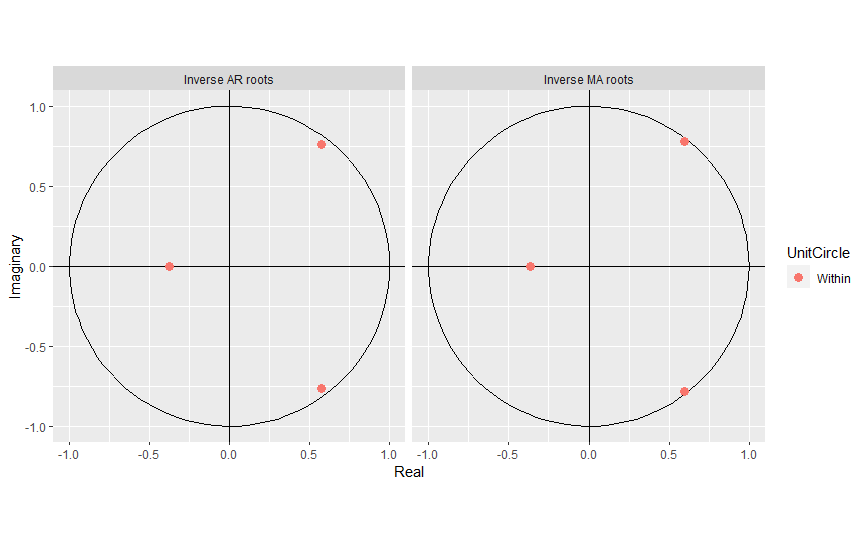 Inverse AR roots
Inverse MA roots
1.0
0.5
0.0
-0.5
-1.0
Imaginary
-1.0 -0.5 0.0 0.5 1.0
-1.0 -0.5 0.0 0.5 1.0
Real
UnitCircle
Within